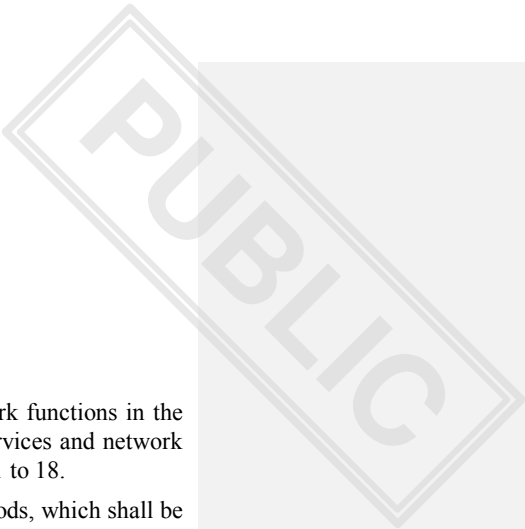 PUBLIC
rk functions in the
rvices and network
to 18.
ods, which shall be